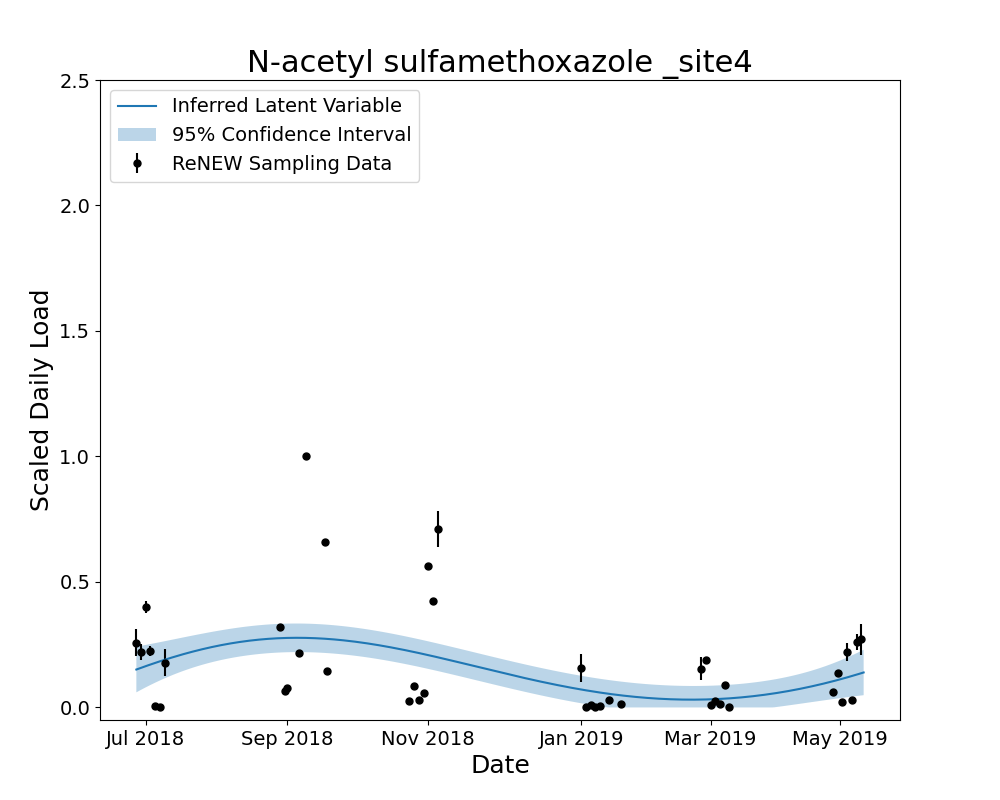 N-acetyl sulfamethoxazole _site4
Inferred Latent Variable
95% Confidence Interval
ReNEW Sampling Data
Scaled Daily Load
2.5
2.0
1.5
1.0
0.5
0.0
Jul 2018 Sep 2018 Nov 2018 Jan 2019 Mar 2019 May 2019
Date